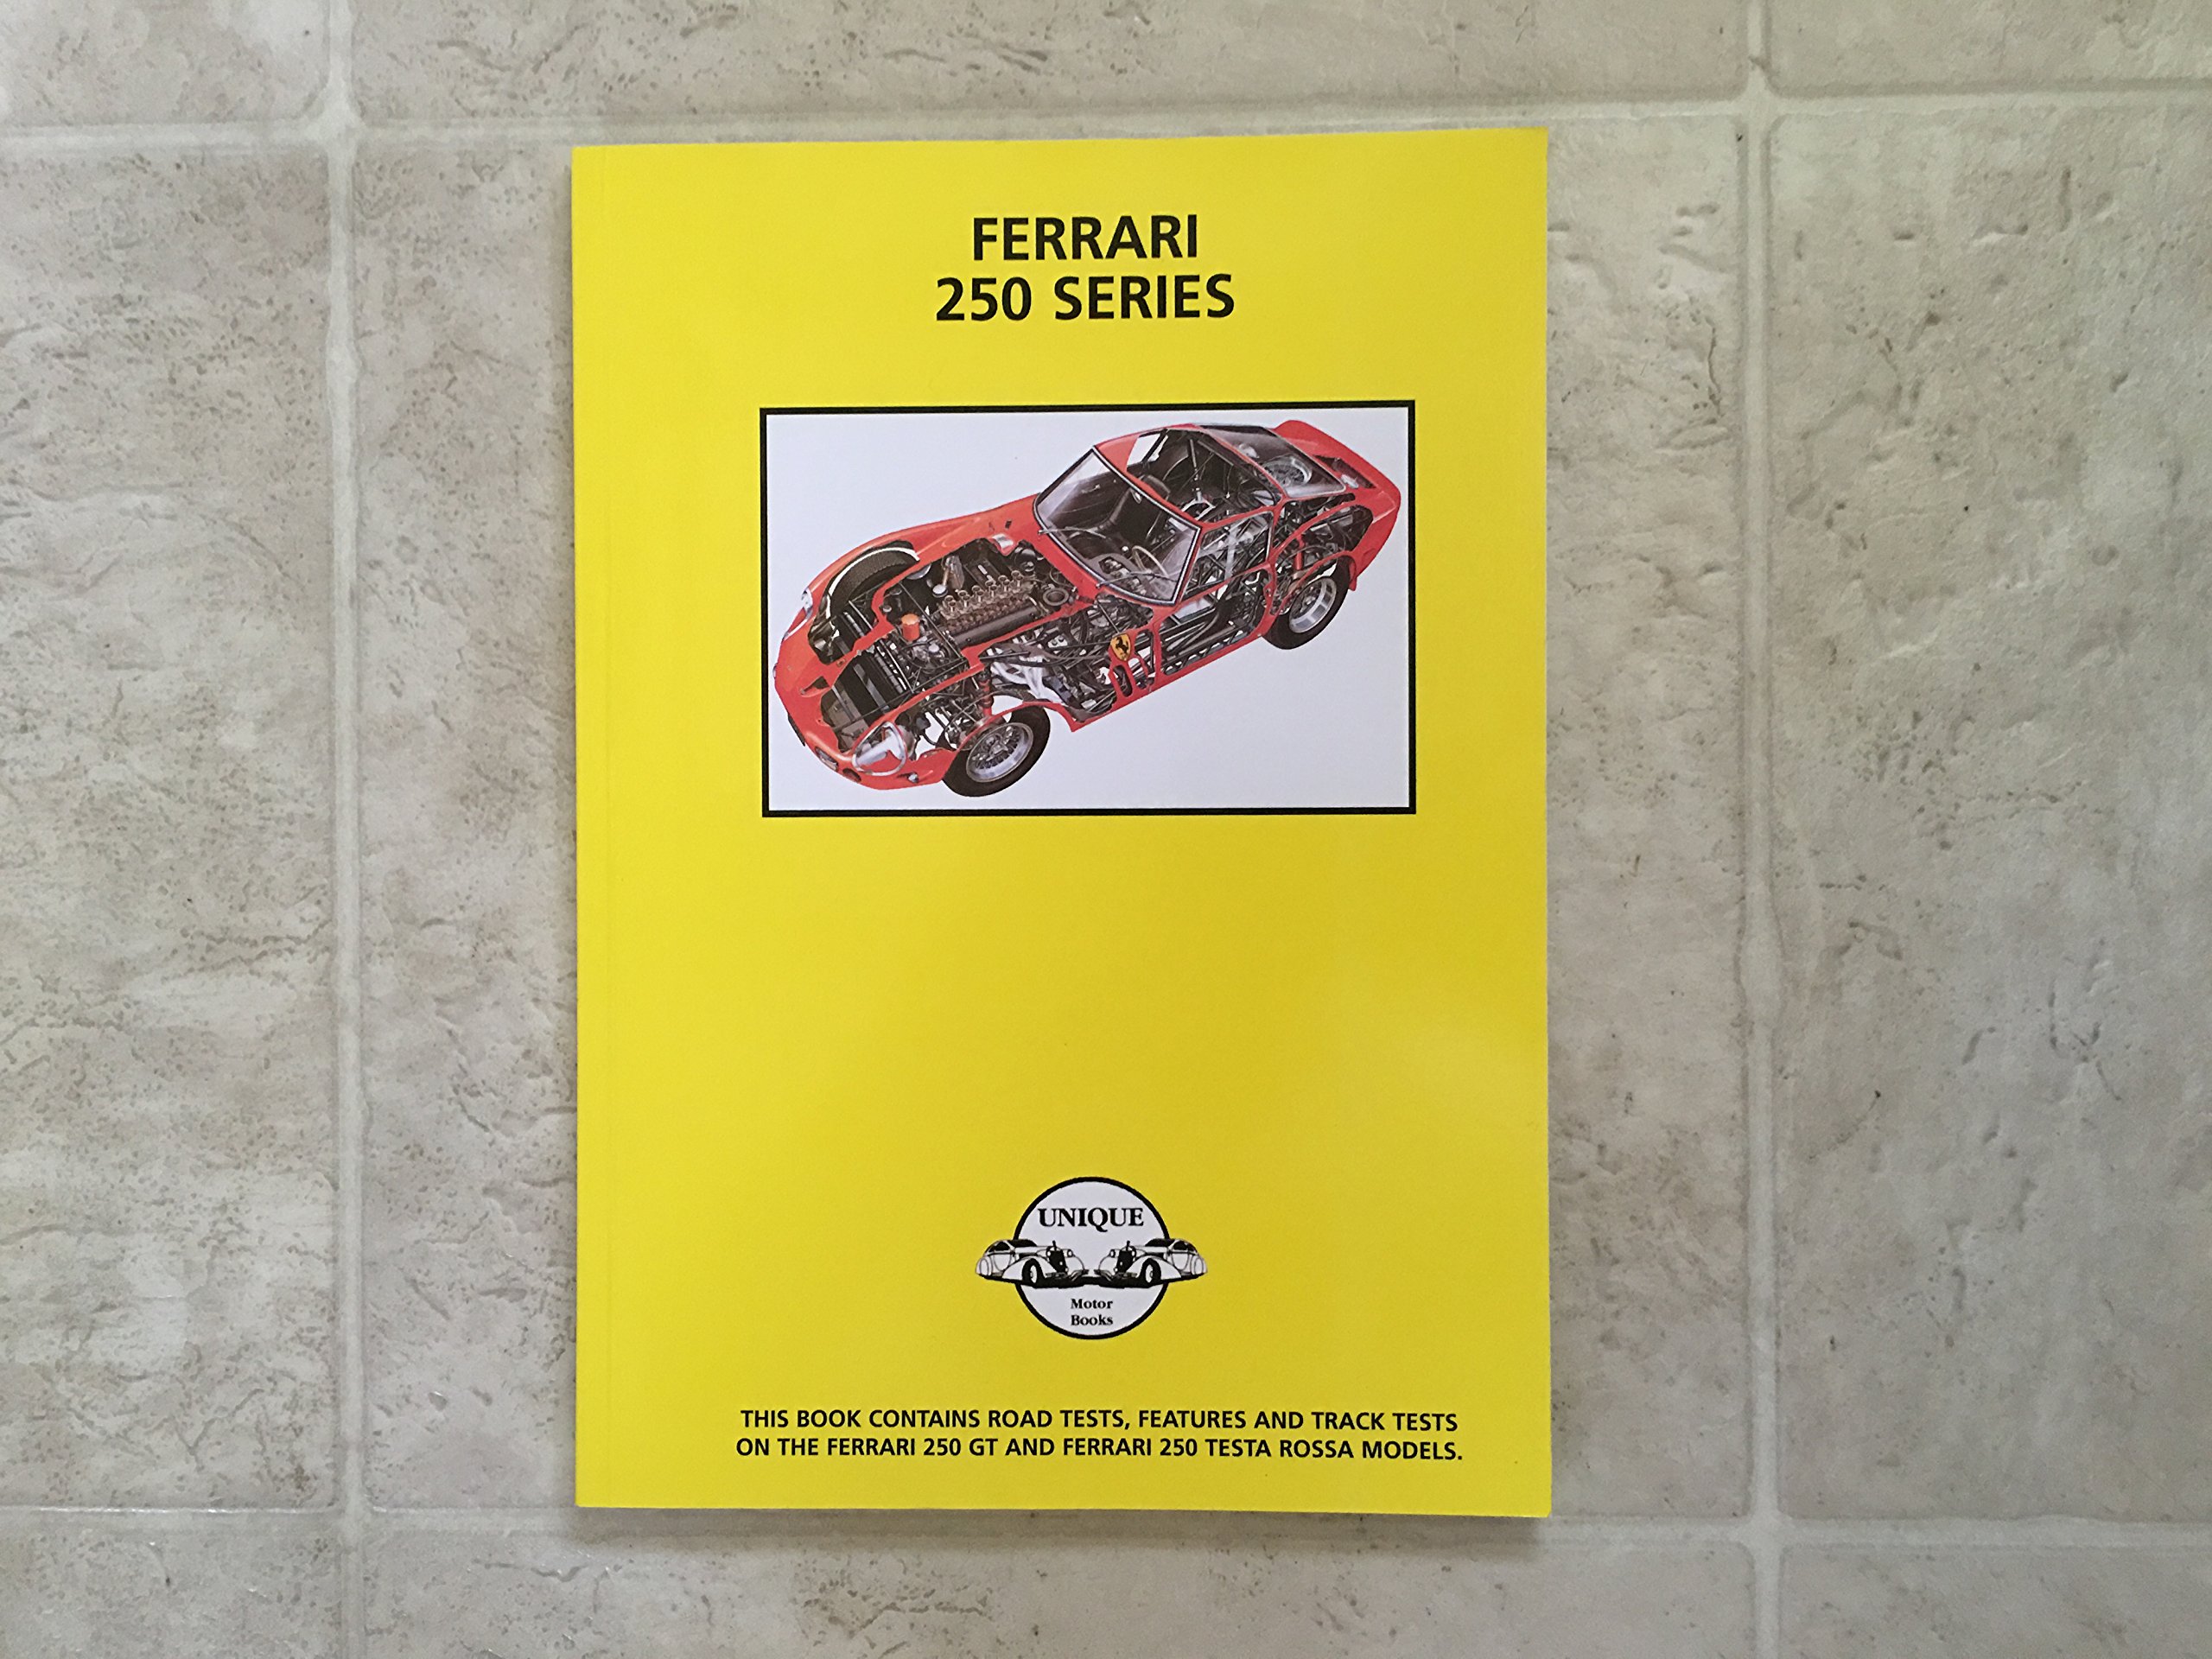 FERRARI
250 SERIES
UNIQUE
Motor
Books
THIS BOOK CONTAINS ROAD TESTS, FEATURES AND TRACK TESTS
ON THE FERRARI 250 GT AND FERRARI 250 TESTA ROSSA MODELS.